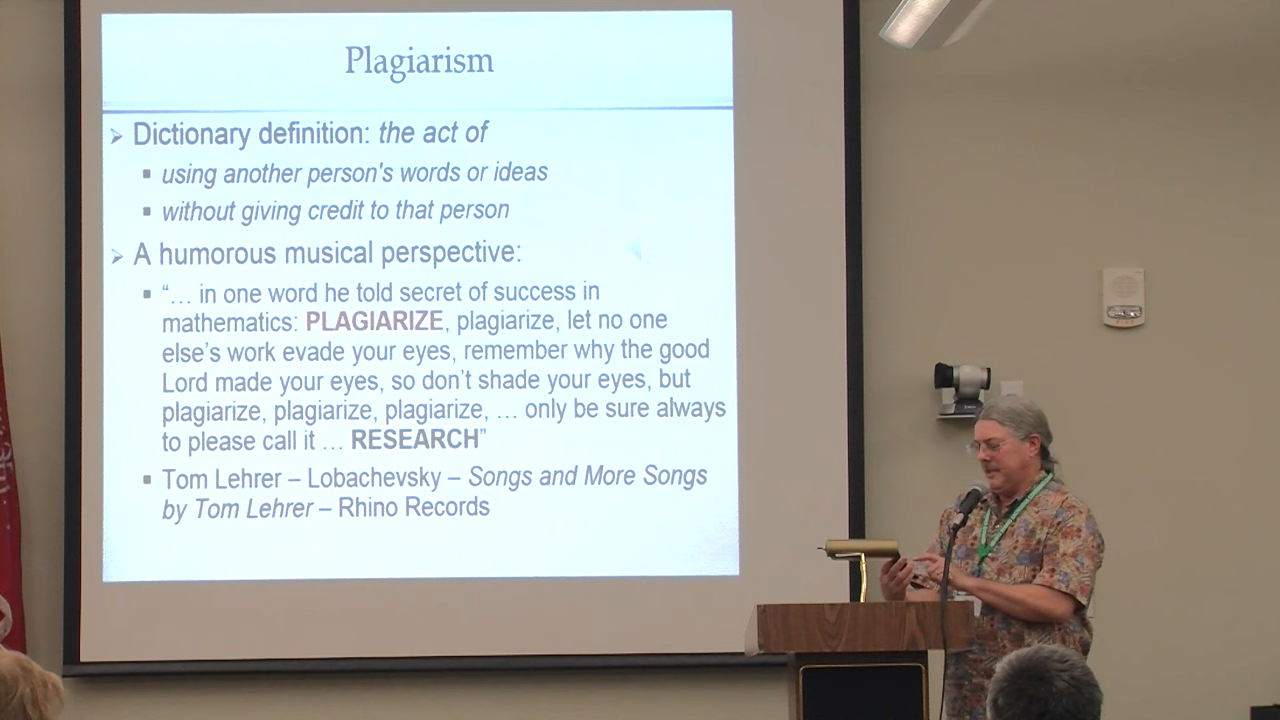 Plagiarism
Dictionary definition: the act of
using another person's words or ideas
without giving credit to that person
A humorous musical perspective:
“… in one word he told secret of success in
mathematics: PLAGIARIZE, plagiarize, let no one
else’s work evade your eyes, remember why the good
Lord made your eyes, so don’t shade your eyes, but
plagiarize, plagiarize, plagiarize, … only be sure always
to please call it … RESEARCH”
Tom Lehrer – Lobachevsky – Songs and More Songs
by Tom Lehrer – Rhino Records